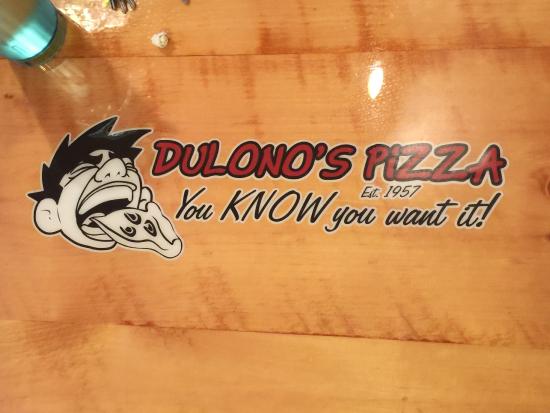 DULONO'S PIZZA
Est. 1957
You KNOW you want it!